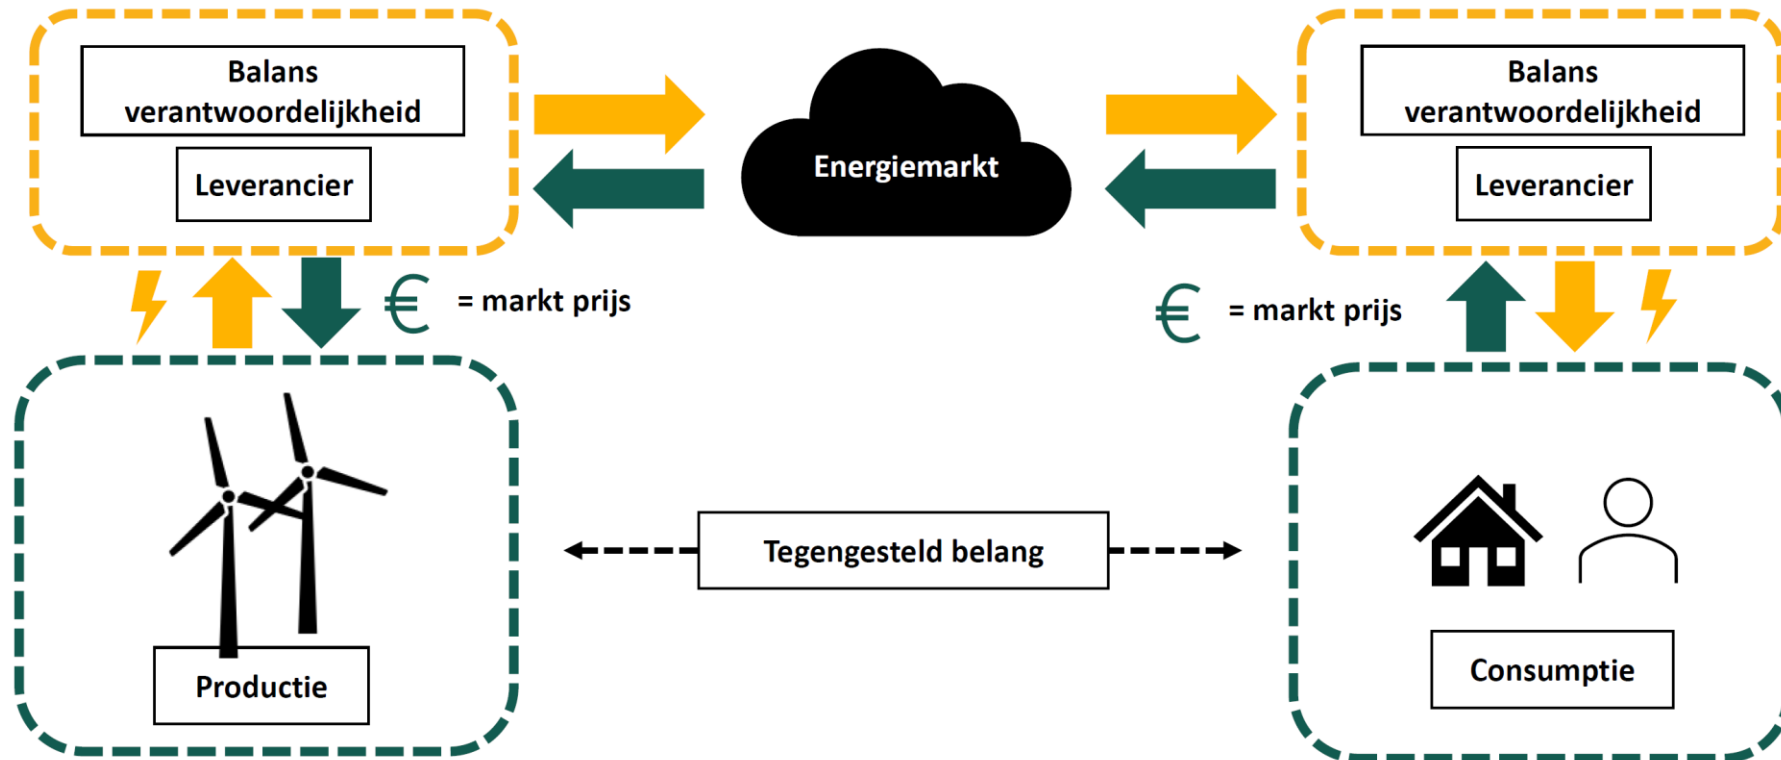 Balans
verantwoordelijkheid
Leverancier
Energiemarkt
Balans
verantwoordelijkheid
Leverancier
€ = markt prijs
€ = markt prijs
Tegengesteld belang
Productie
Consumptie